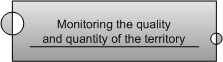 Monitoring the quality
and quantity of the territory